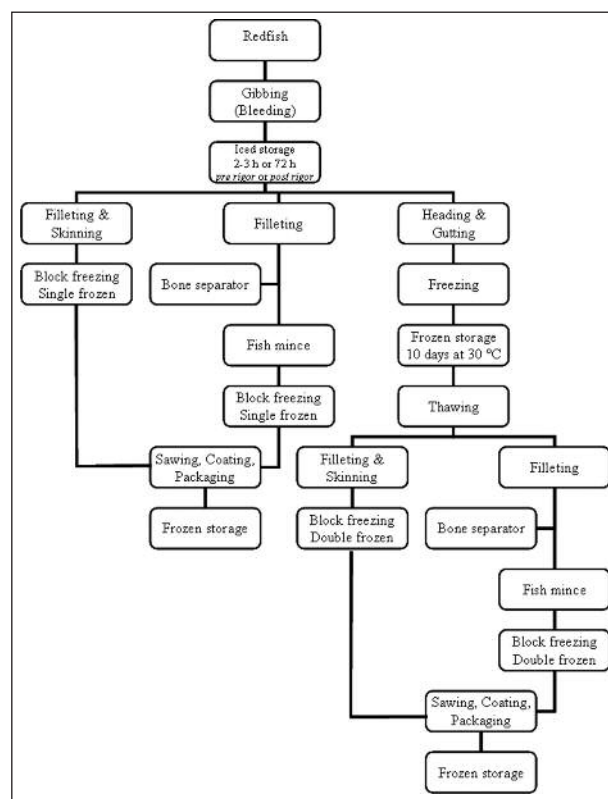 Redfish
Gibbing
(Bleeding)
Iced storage
2-3 h or 72 h
pre rigor or post rigor
Filleting &
Skinning
Filleting
Heading &
Gutting
Block freezing
Single frozen
Bone separator
Freezing
Fish mince
Frozen storage
10 days at 30 °C
Block freezing
Single frozen
Thawing
Sawing, Coating,
Packaging
Filleting &
Skinning
Filleting
Frozen storage
Block freezing
Double frozen
Bone separator
Fish mince
Block freezing
Double frozen
Sawing, Coating,
Packaging
Frozen storage